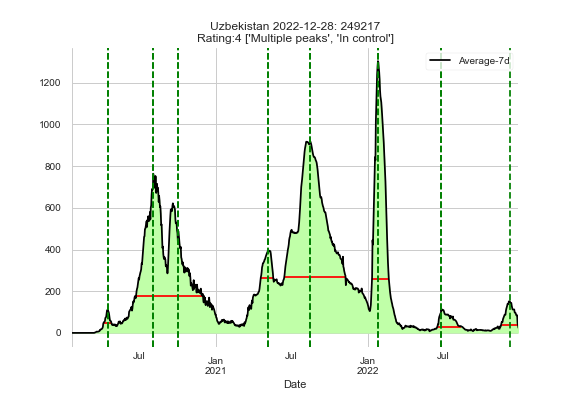 Uzbekistan 2022-12-28: 249217
Rating:4 ['Multiple peaks', 'In control']
Average-7d
1200
1000
800
600
400
200
0
Jul
Jan
2021
Jul
Jan
2022
Jul
Date